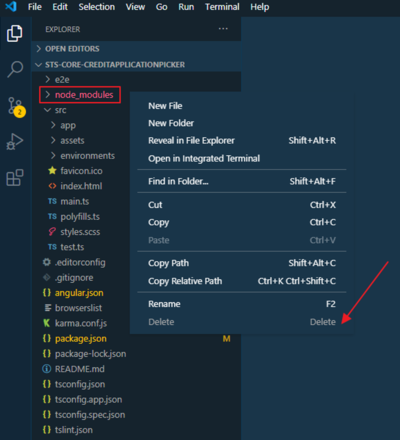 File Edit Selection View Go Run Terminal Help
EXPLORER
OPEN EDITORS
STS-CORE-CREDITAPPLICATIONPICKER
e2e
node_modules
src
app
assets
environments
favicon.ico
index.html
TS main.ts
TS polyfills.ts
styles.scss
TS test.ts
.editorconfig
.gitignore
{} angular.json
browserslist
karma.conf.js
{} package.json M
{} package-lock.json
README.md
{} tsconfig.json
{} tsconfig.app.json
{} tsconfig.spec.json
{} tslint.json
2
New File
New Folder
Reveal in File Explorer Shift+Alt+R
Open in Integrated Terminal
Find in Folder... Shift+Alt+F
Cut Ctrl+X
Copy Ctrl+C
Paste Ctrl+V
Copy Path Shift+Alt+C
Copy Relative Path Ctrl+K Ctrl+Shift+C
Rename F2
Delete Delete